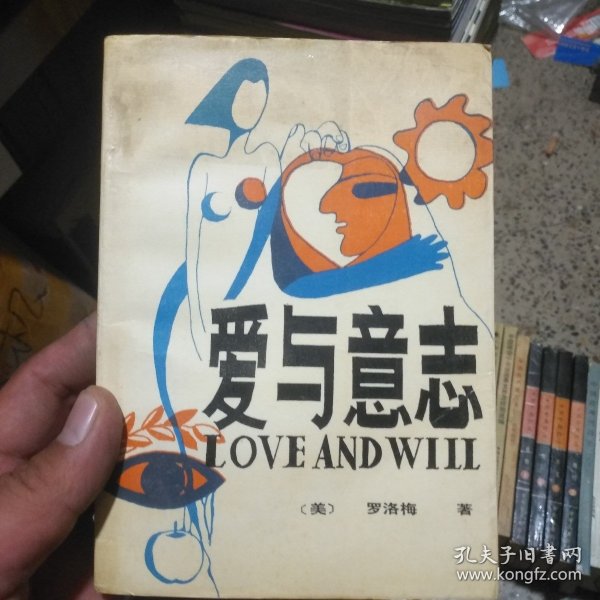 爱与意志
LOVE AND WILL
（美） 罗洛梅 著
孔夫子旧书网
www.kongfz.com